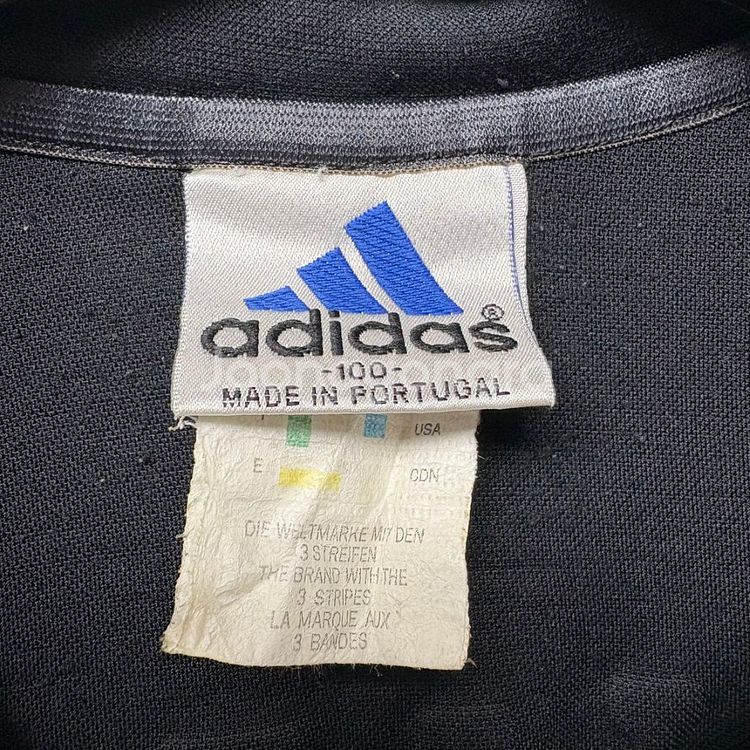 adidas®
-100-
MADE IN PORTUGAL
USA
E
CDN
DIE WELTMARKE MIT DEN
3 STREIFEN
THE BRAND WITH THE
3 STRIPES
LA MARQUE AUX
3 BANDES